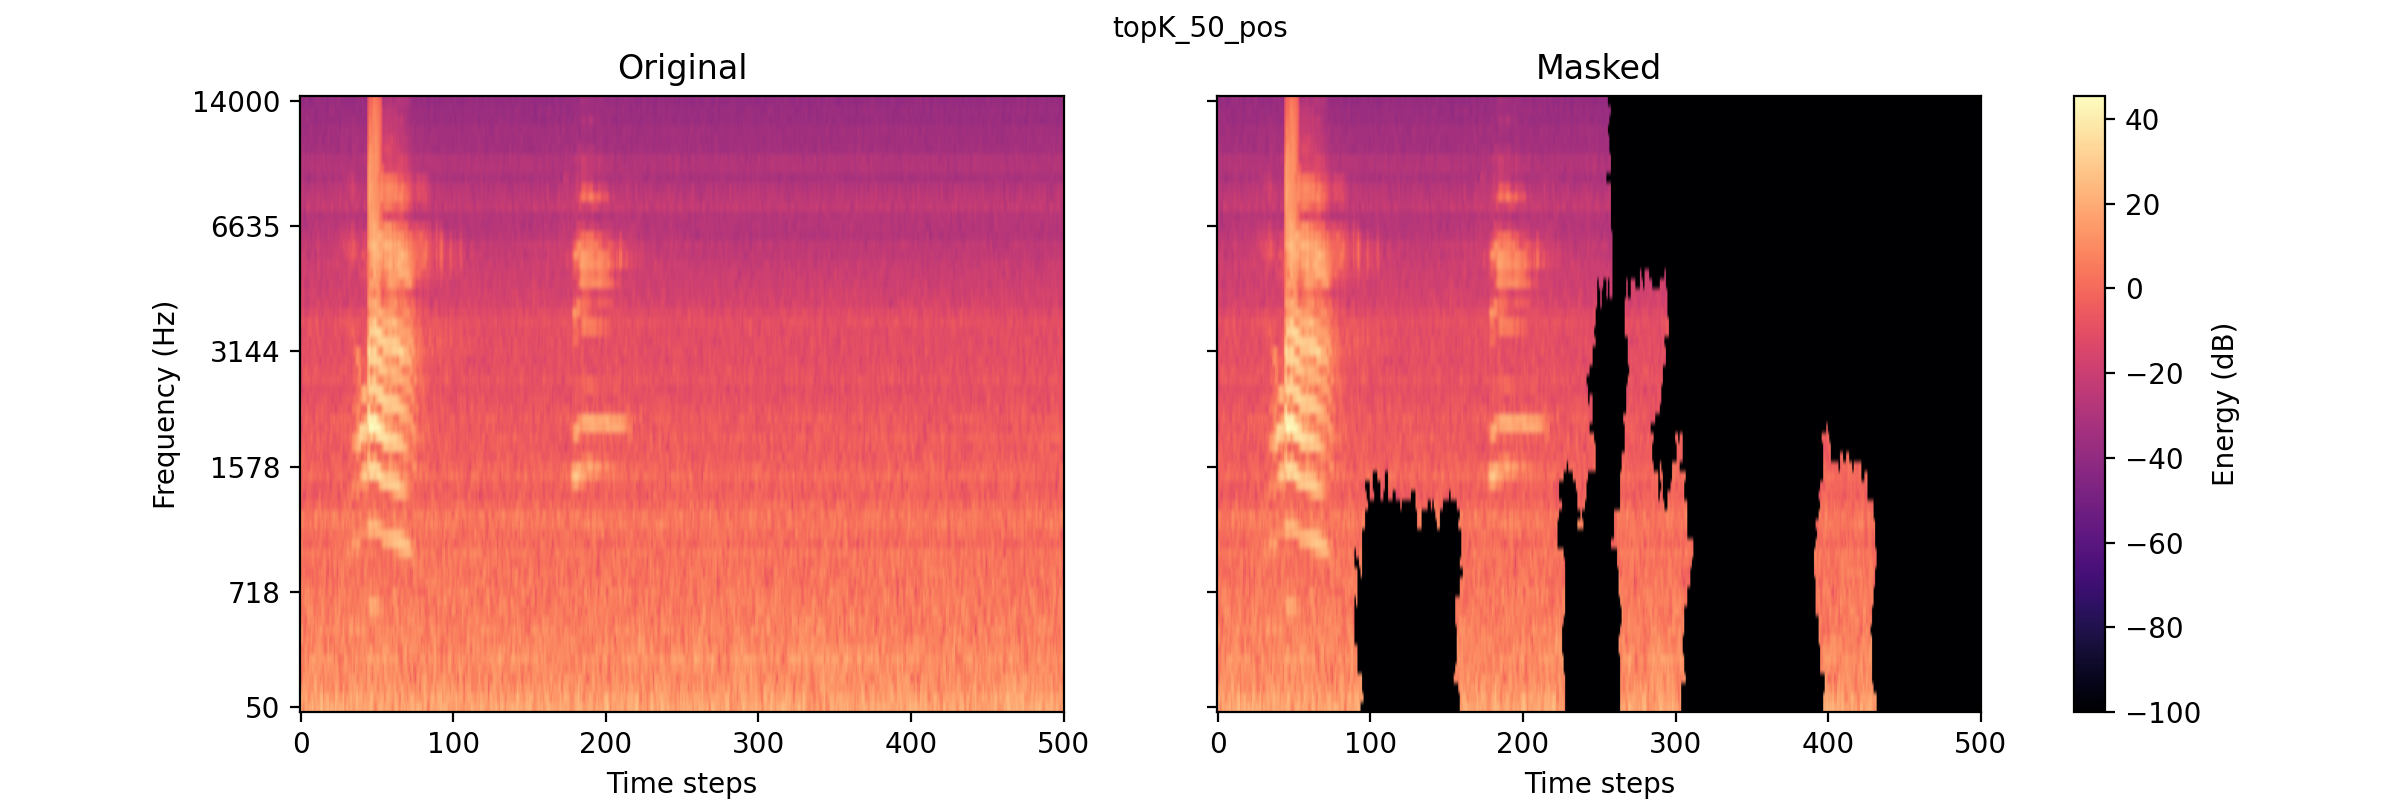 topK_50_pos
Original
Masked
Frequency (Hz)
14000
6635
3144
1578
718
50
0 100 200 300 400 500
Time steps
0 100 200 300 400 500
Time steps
40
20
0
−20
−40
−60
−80
−100
Energy (dB)